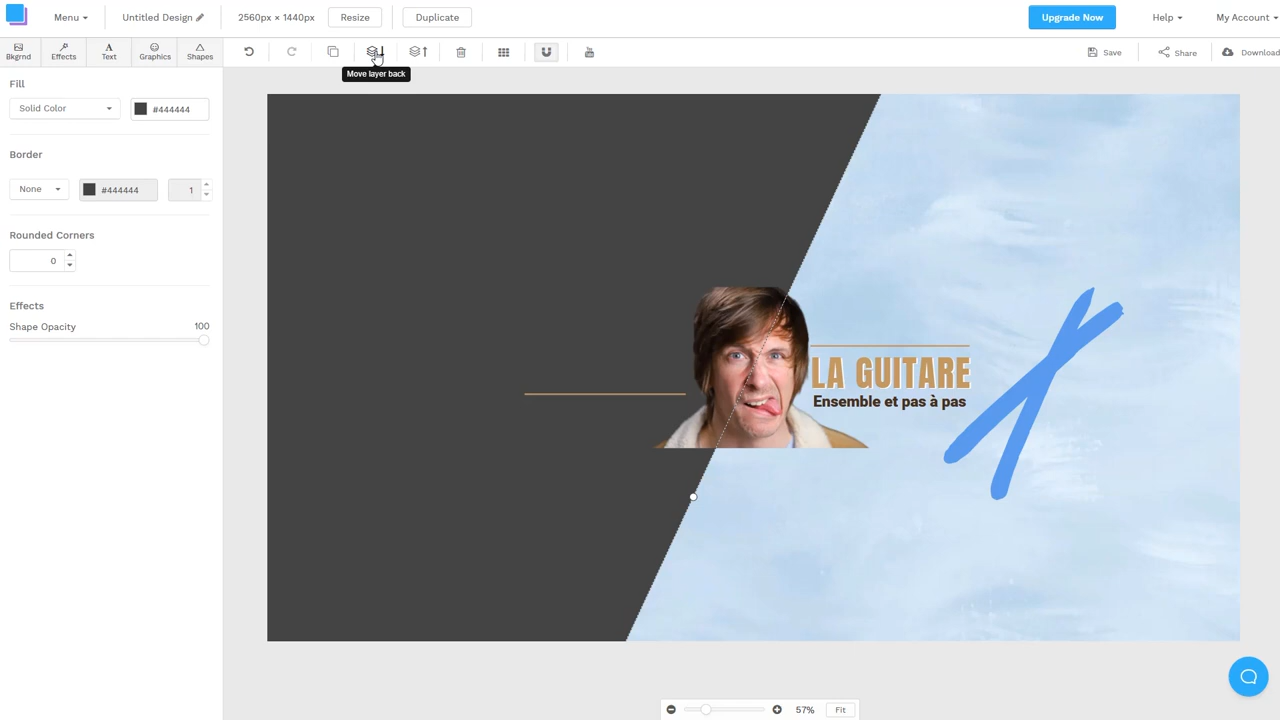 Menu
Untitled Design
2560px × 1440px
Resize
Duplicate
Upgrade Now
Help
My Account
Bkgrnd
Effects
Text
Graphics
Shapes
Save
Share
Download
Move layer back
Fill
Solid Color
#444444
Border
None
#444444
1
Rounded Corners
0
Effects
Shape Opacity
100
LA GUITARE
Ensemble et pas à pas
57%
Fit